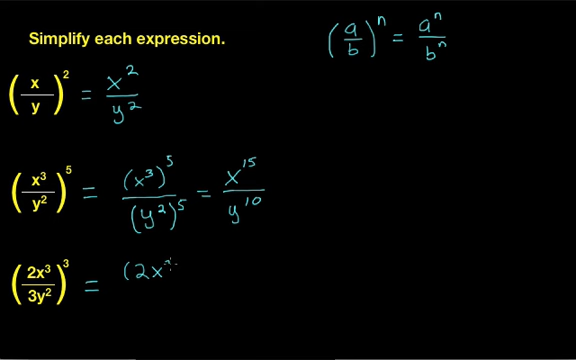 Simplify each expression.
(a/b)^n = a^n/b^n
(x/y)^2 = x^2/y^2
(x^3/y^2)^5 = (x^3)^5/(y^2)^5 = x^15/y^10
(2x^3/3y^2)^3 = (2x